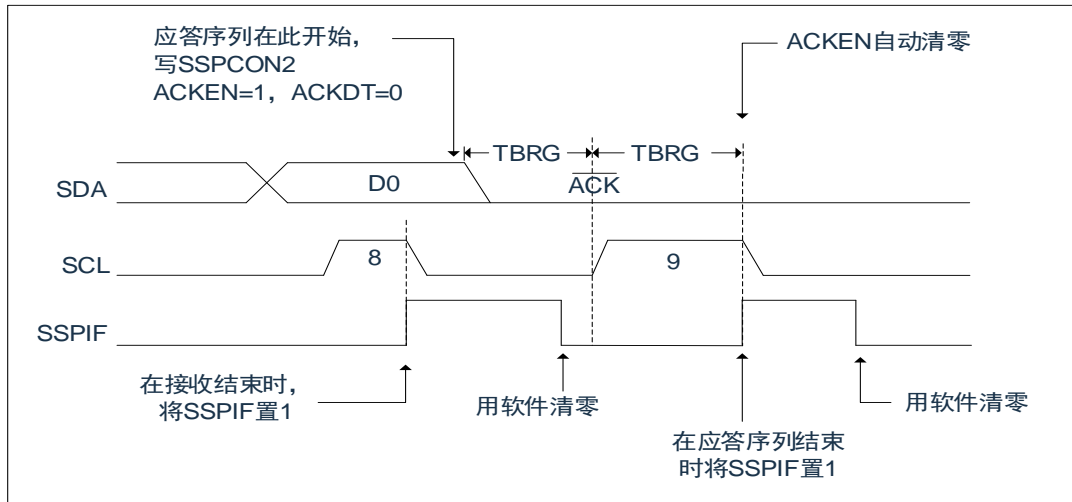 应答序列在此开始，
写SSPCON2
ACKEN=1，ACKDT=0
ACKEN自动清零
TBRG
TBRG
SDA
D0
ACK
SCL
8
9
SSPIF
在接收结束时，
将SSPIF置1
用软件清零
在应答序列结束
时将SSPIF置1
用软件清零